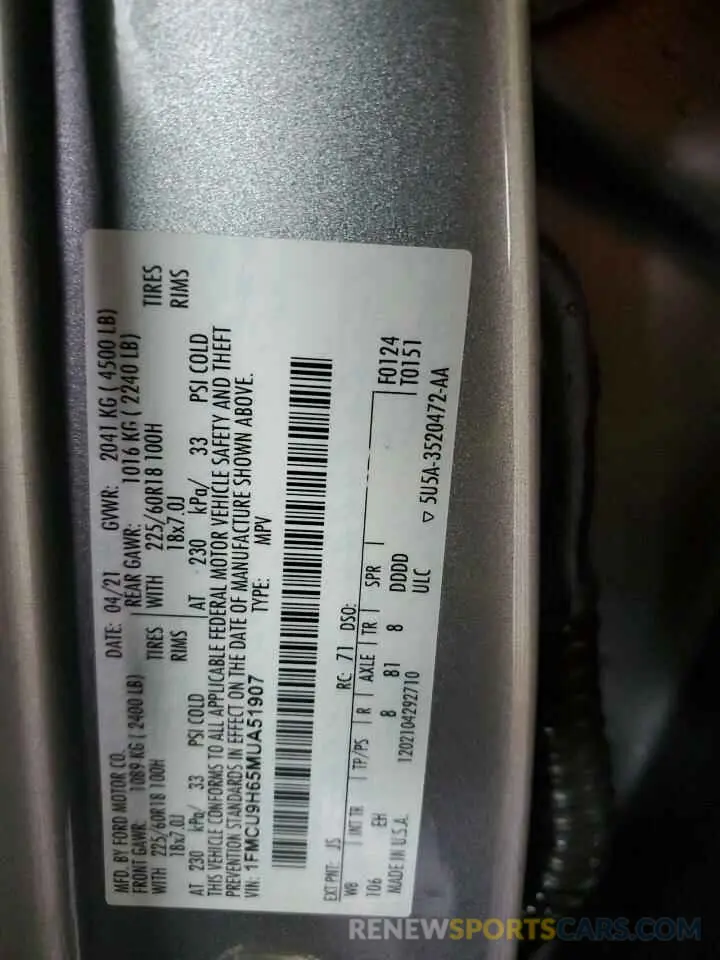 MFD. BY FORD MOTOR CO.
DATE: 04/21 GVWR: 2041 KG ( 4500 LB)
FRONT GAWR: 1089 KG ( 2400 LB)
REAR GAWR: 1016 KG ( 2240 LB)
WITH 225/60R18 100H TIRES
WITH 225/60R18 100H TIRES
18x7.0J RIMS
18x7.0J RIMS
AT 230 kPa/ 33 PSI COLD
AT 230 kPa/ 33 PSI COLD
THIS VEHICLE CONFORMS TO ALL APPLICABLE FEDERAL MOTOR VEHICLE SAFETY AND THEFT
PREVENTION STANDARDS IN EFFECT ON THE DATE OF MANUFACTURE SHOWN ABOVE.
VIN: 1FMCU9H65MUA51907 TYPE: MPV
EXT PNT: JS RC: 71 DSO: F0124
WB INT TR TP/PS R AXLE TR SPR T0151
106 EH 8 81 8 DDDD
MADE IN U.S.A. 1202104292710 ULC 5U5A-3520472-AA
RENEWSPORTSCARS.COM